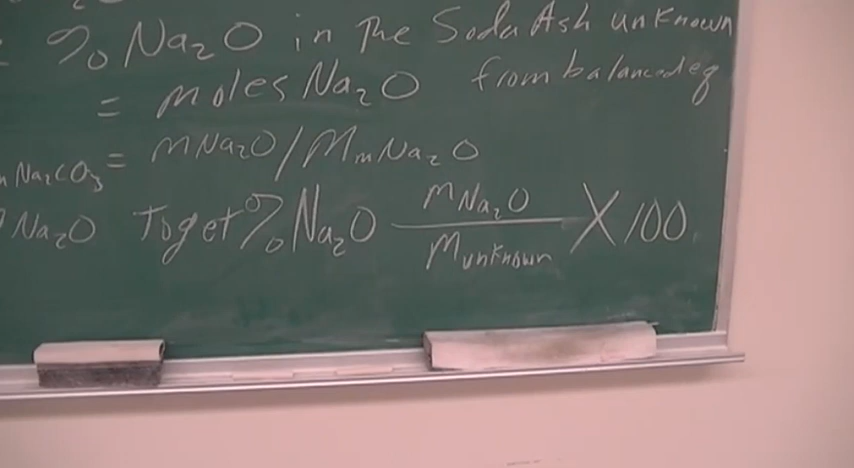 % Na₂O in The Soda Ash unknown
= moles Na₂O from balanced eq
Na₂CO₃ = mNa₂O/MmNa₂O
Na₂O To get % Na₂O mNa₂O / munknown X 100